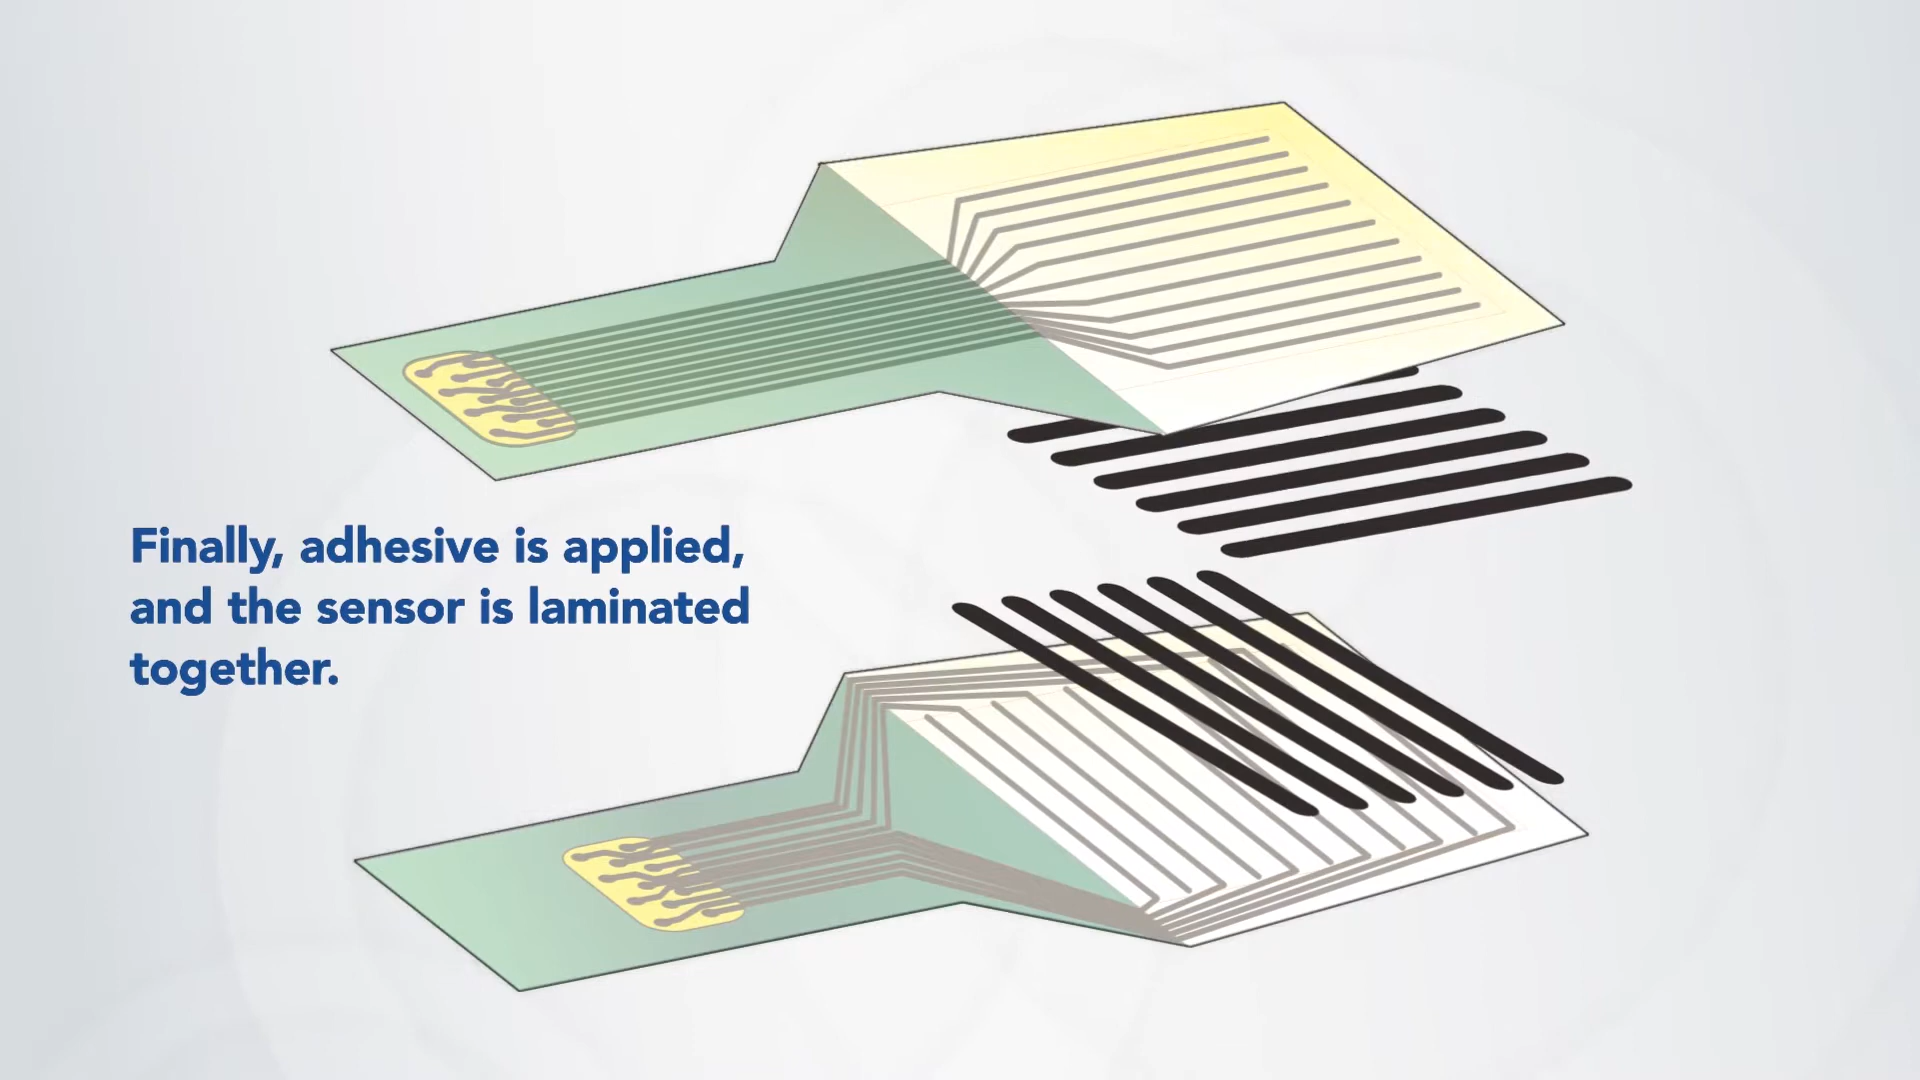 Finally, adhesive is applied,
and the sensor is laminated
together.